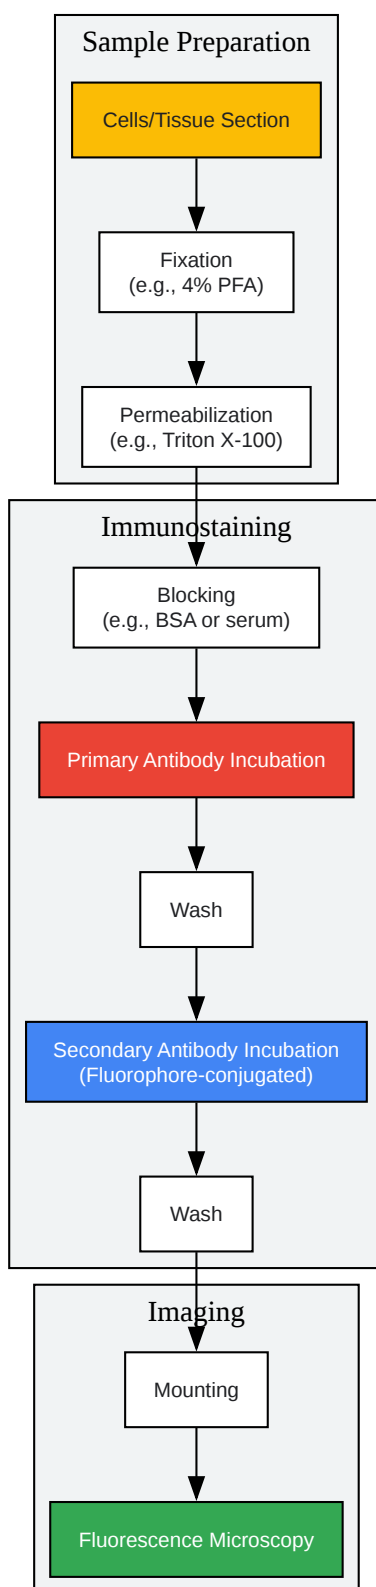 Sample Preparation
Cells/Tissue Section
Fixation
(e.g., 4% PFA)
Permeabilization
(e.g., Triton X-100)
Immunostaining
Blocking
(e.g., BSA or serum)
Primary Antibody Incubation
Wash
Secondary Antibody Incubation
(Fluorophore-conjugated)
Wash
Imaging
Mounting
Fluorescence Microscopy